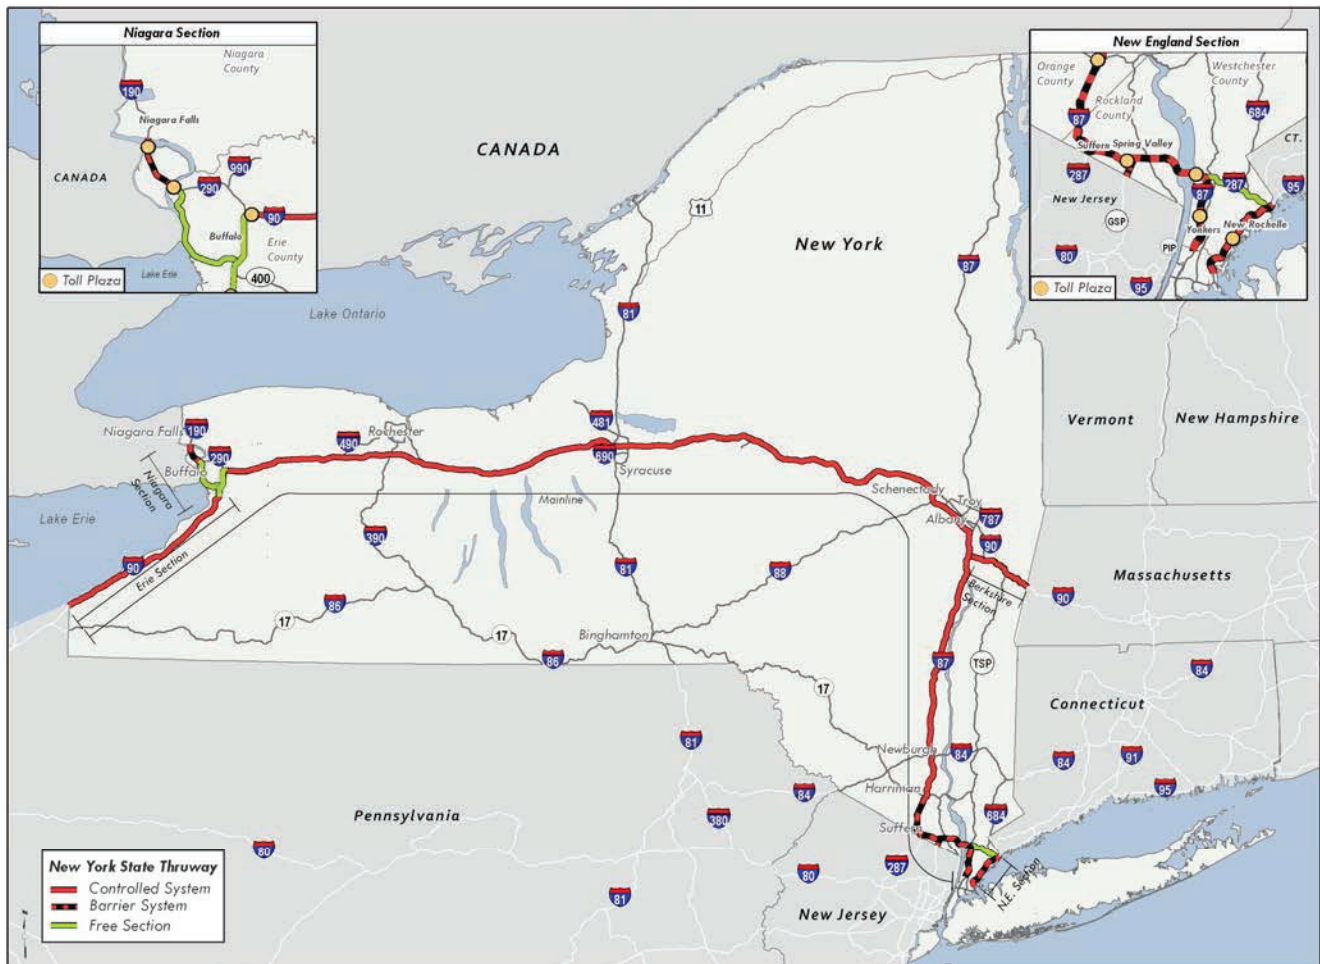 Niagara Section
Niagara
County
190
Niagara Falls
990
CANADA
290
90
Buffalo
Erie
County
Lake Erie
400
Toll Plaza
New England Section
Orange
County
Westchester
County
Rockland
County
684
87
Suffern
Spring Valley
CT.
287
287
95
87
New Jersey
GSP
Yonkers
New Rochelle
PIP
80
95
Toll Plaza
CANADA
11
New York
87
81
Lake Ontario
Vermont
New Hampshire
Niagara Falls
190
490
Rochester
481
290
690
Buffalo
Syracuse
Niagara
Section
Mainline
Schenectady
Troy
Albany
787
Lake Erie
390
90
90
Erie Section
81
88
Massachusetts
Berkshire
Section
90
86
17
17
Binghamton
86
87
TSP
84
17
Connecticut
81
Newburgh
84
84
91
Harriman
84
95
Pennsylvania
380
684
Suffern
80
287
80
N.E. Section
81
New Jersey
New York State Thruway
Controlled System
Barrier System
Free Section